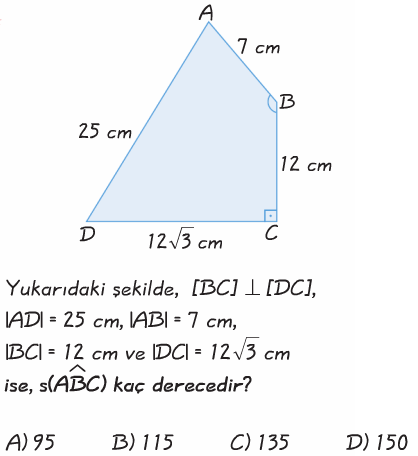 A
7 cm
B
25 cm
12 cm
D
C
12√3 cm
Yukarıdaki şekilde, [BC] ⊥ [DC],
|AD| = 25 cm, |AB| = 7 cm,
|BC| = 12 cm ve |DC| = 12√3 cm
ise, s(ABC) kaç derecedir?
A) 95 B) 115 C) 135 D) 150